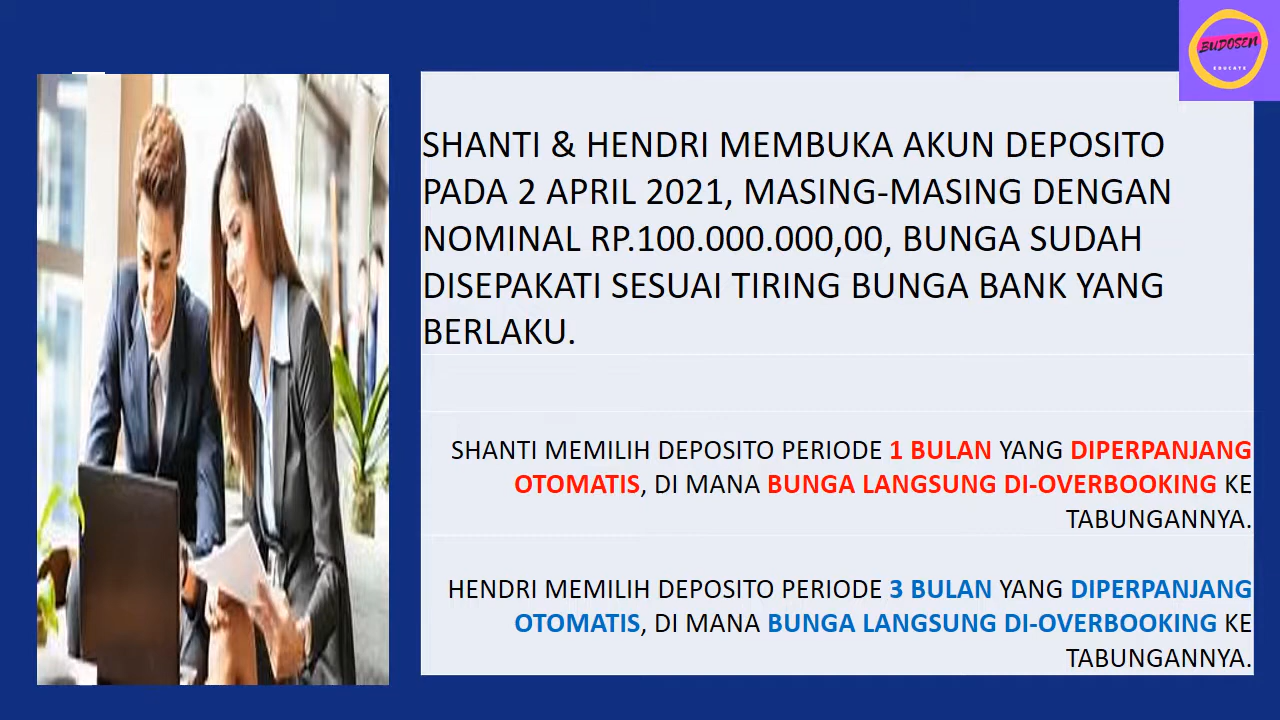 BUDOSEN
EDUCATE
SHANTI & HENDRI MEMBUKA AKUN DEPOSITO
PADA 2 APRIL 2021, MASING-MASING DENGAN
NOMINAL RP.100.000.000,00, BUNGA SUDAH
DISEPAKATI SESUAI TIRING BUNGA BANK YANG
BERLAKU.
SHANTI MEMILIH DEPOSITO PERIODE 1 BULAN YANG DIPERPANJANG
OTOMATIS, DI MANA BUNGA LANGSUNG DI-OVERBOOKING KE
TABUNGANNYA.
HENDRI MEMILIH DEPOSITO PERIODE 3 BULAN YANG DIPERPANJANG
OTOMATIS, DI MANA BUNGA LANGSUNG DI-OVERBOOKING KE
TABUNGANNYA.